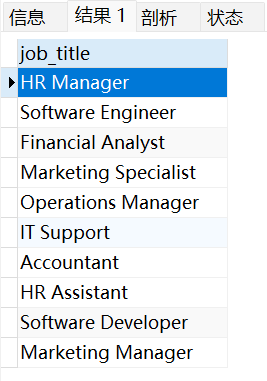 信息 结果 1 剖析 状态
job_title
HR Manager
Software Engineer
Financial Analyst
Marketing Specialist
Operations Manager
IT Support
Accountant
HR Assistant
Software Developer
Marketing Manager